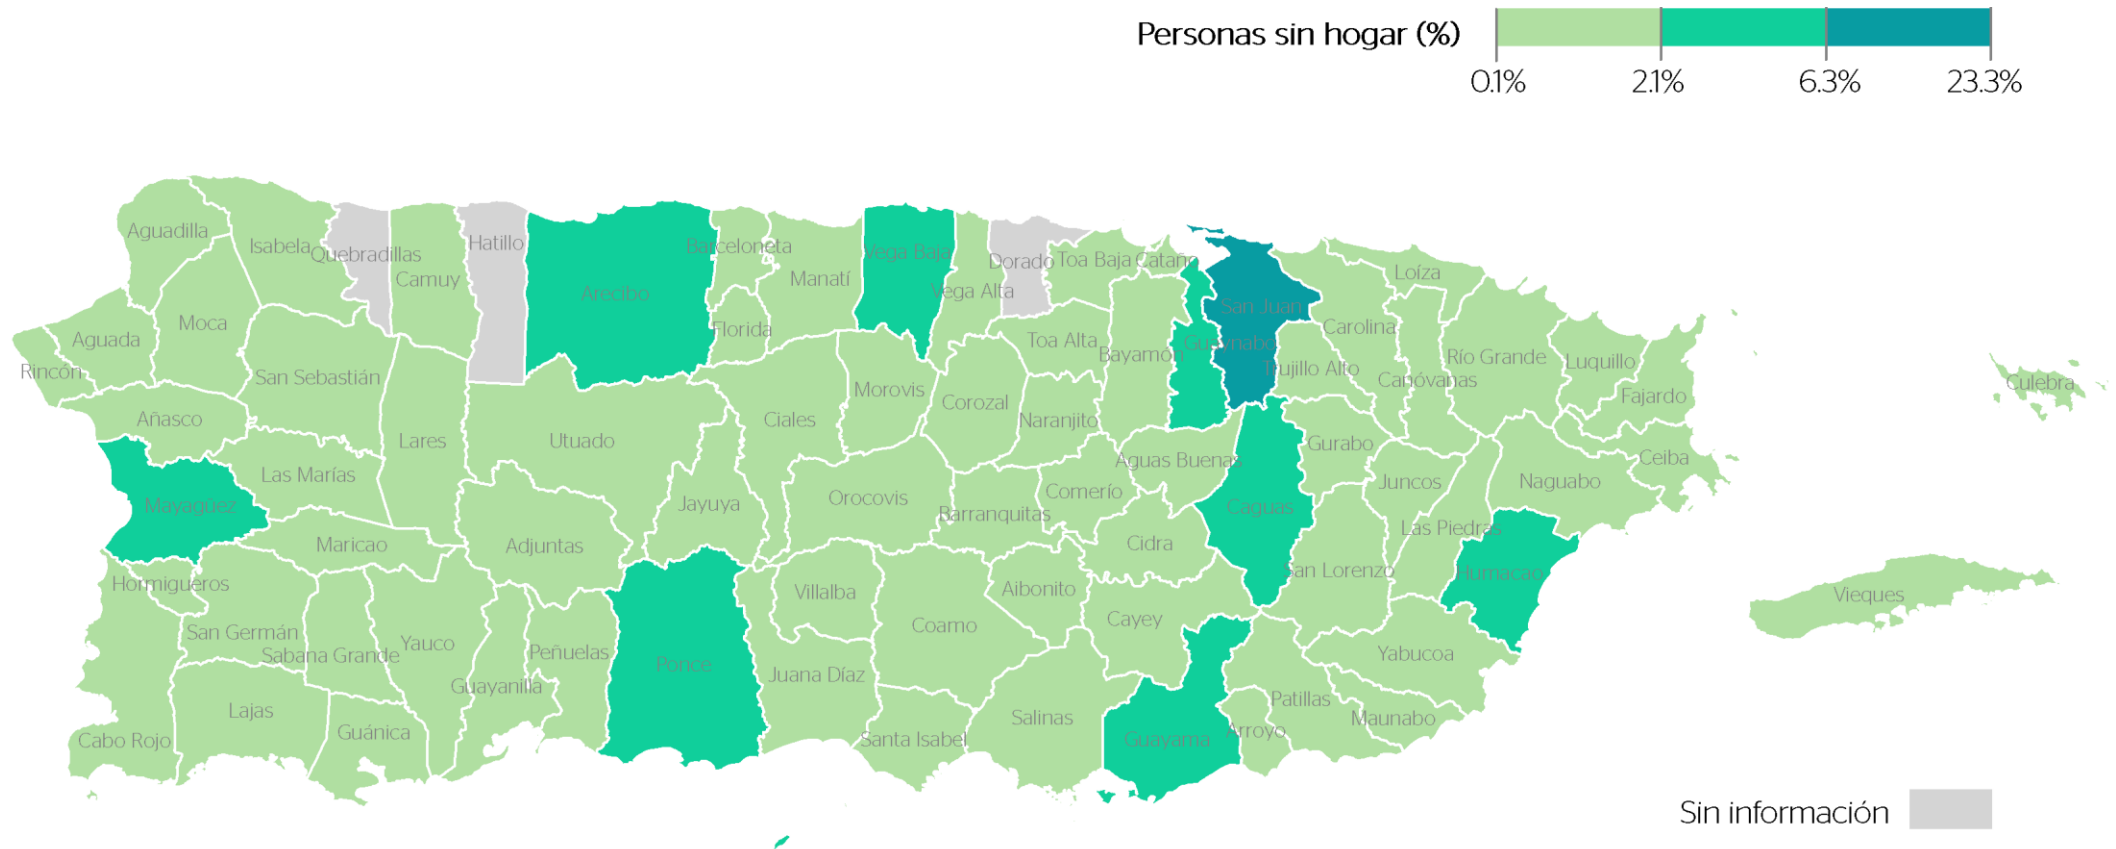 Personas sin hogar (%)
0.1% 2.1% 6.3% 23.3%
Aguadilla
Isabela
Quebradillas
Camuy
Hatillo
Arecibo
Barceloneta
Manatí
Vega Baja
Vega Alta
Dorado
Toa Baja
Cataño
San Juan
Loíza
Carolina
Moca
Aguada
Rincón
San Sebastián
Florida
Toa Alta
Bayamón
Guaynabo
Trujillo Alto
Canóvanas
Río Grande
Luquillo
Fajardo
Culebra
Añasco
Lares
Utuado
Ciales
Morovis
Corozal
Naranjito
Aguas Buenas
Gurabo
Juncos
Naguabo
Ceiba
Las Marías
Mayagüez
Jayuya
Orocovis
Barranquitas
Comerío
Caguas
Las Piedras
Maricao
Adjuntas
Cidra
San Lorenzo
Humacao
Vieques
Hormigueros
Villalba
Aibonito
Coamo
Cayey
San Germán
Sabana Grande
Yauco
Peñuelas
Ponce
Juana Díaz
Yabucoa
Guayanilla
Lajas
Guánica
Cabo Rojo
Santa Isabel
Salinas
Guayama
Arroyo
Patillas
Maunabo
Sin información